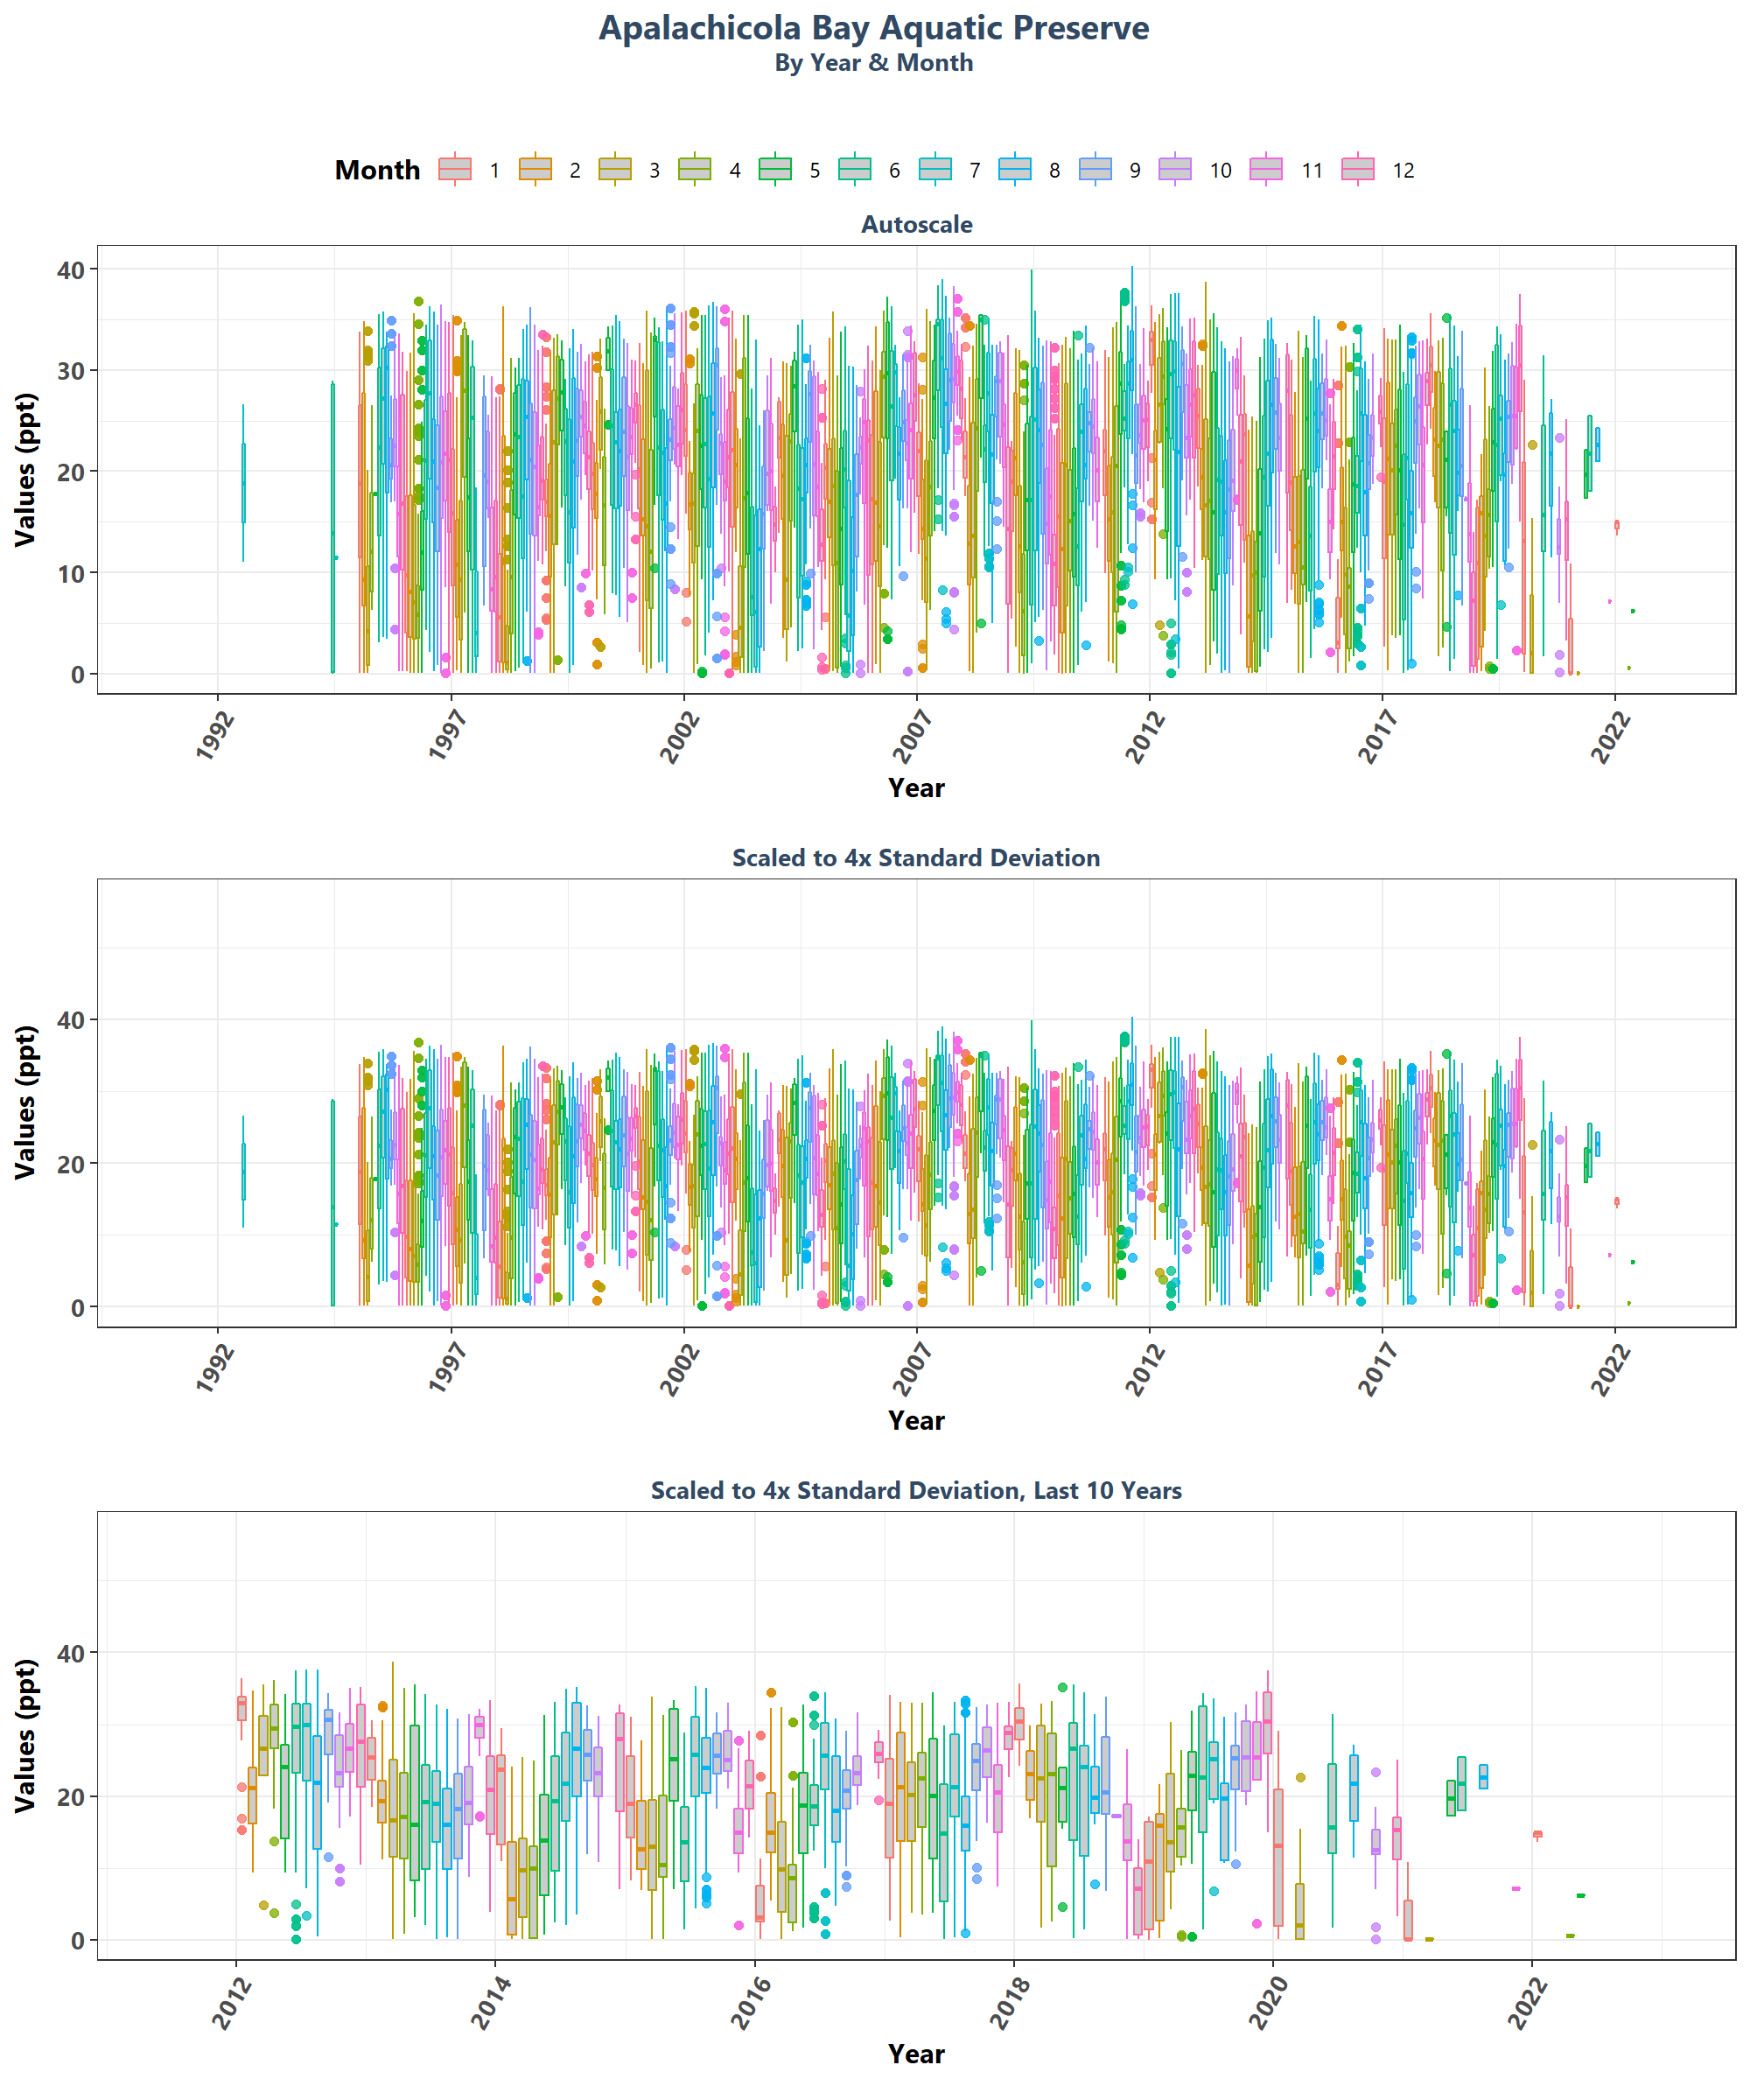 Apalachicola Bay Aquatic Preserve
By Year & Month
Month 1 2 3 4 5 6 7 8 9 10 11 12
Autoscale
40
30
20
10
0
Values (ppt)
1992 1997 2002 2007 2012 2017 2022
Year
Scaled to 4x Standard Deviation
40
20
0
Values (ppt)
1992 1997 2002 2007 2012 2017 2022
Year
Scaled to 4x Standard Deviation, Last 10 Years
40
20
0
Values (ppt)
2012 2014 2016 2018 2020 2022
Year